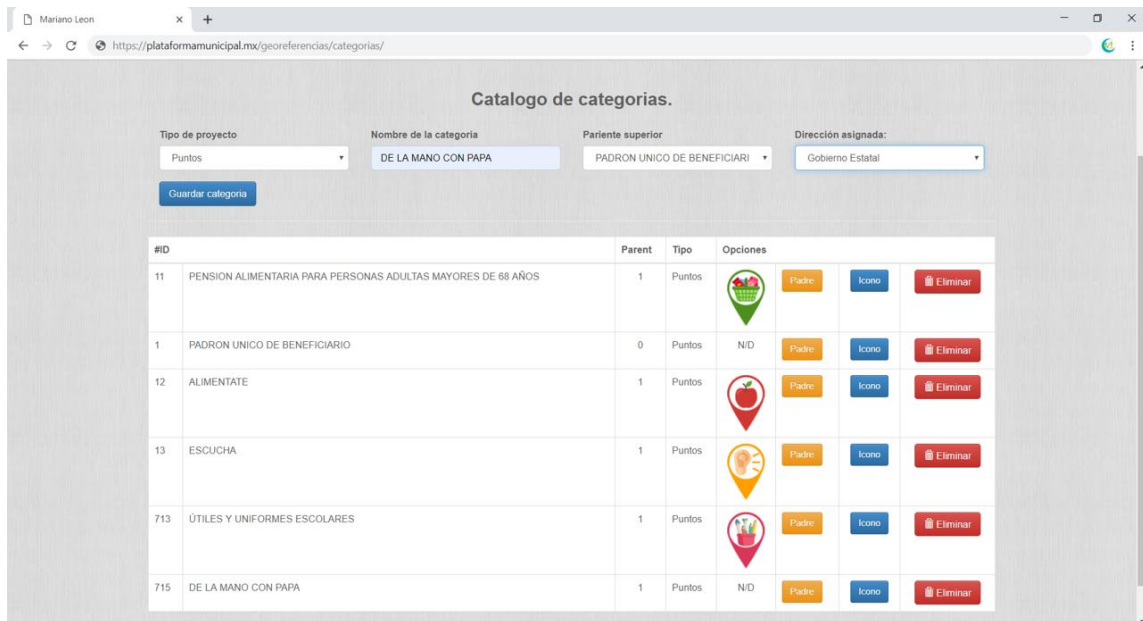 Mariano Leon
https://plataformamunicipal.mx/georeferencias/categorias/
Catalogo de categorias.
Tipo de proyecto Nombre de la categoria Pariente superior Dirección asignada:
Puntos DE LA MANO CON PAPA PADRON UNICO DE BENEFICIARI Gobierno Estatal
Guardar categoria
#ID Parent Tipo Opciones
11 PENSION ALIMENTARIA PARA PERSONAS ADULTAS MAYORES DE 68 AÑOS 1 Puntos Padre Icono Eliminar
1 PADRON UNICO DE BENEFICIARIO 0 Puntos N/D Padre Icono Eliminar
12 ALIMENTATE 1 Puntos Padre Icono Eliminar
13 ESCUCHA 1 Puntos Padre Icono Eliminar
713 ÚTILES Y UNIFORMES ESCOLARES 1 Puntos Padre Icono Eliminar
715 DE LA MANO CON PAPA 1 Puntos N/D Padre Icono Eliminar